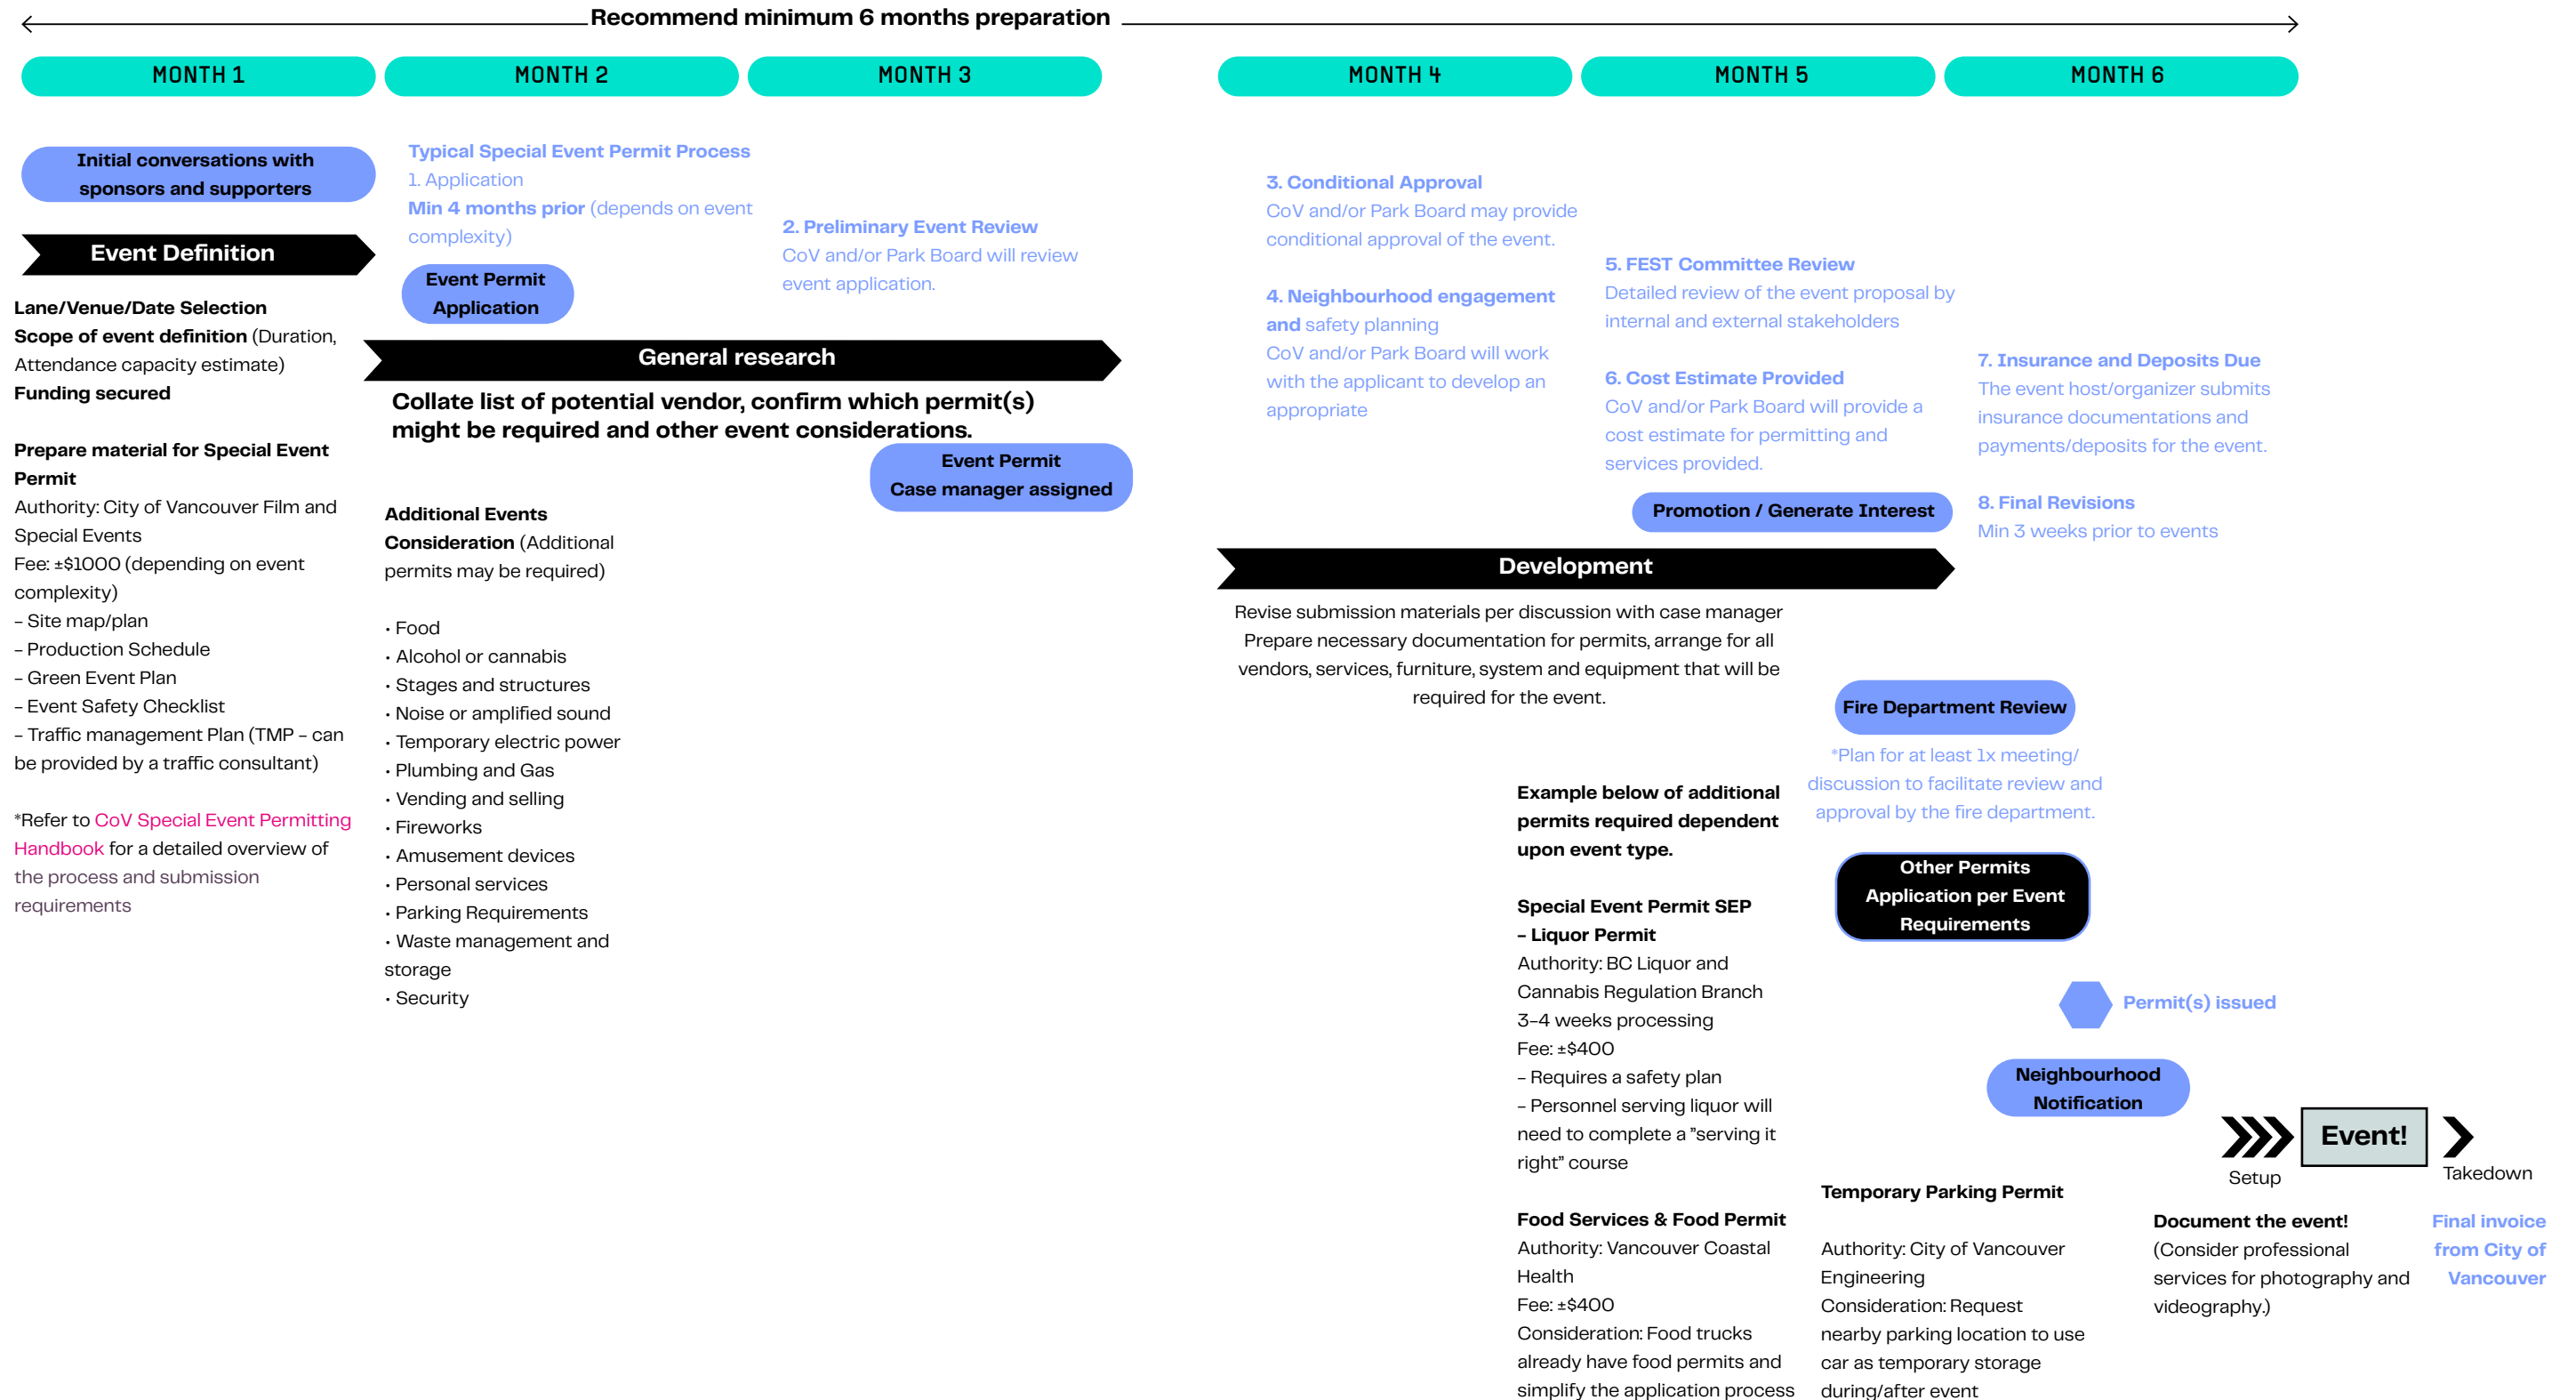 Recommend minimum 6 months preparation
MONTH 1
MONTH 2
MONTH 3
MONTH 4
MONTH 5
MONTH 6
Initial conversations with
sponsors and supporters
Event Definition
Lane/Venue/Date Selection
Scope of event definition (Duration,
Attendance capacity estimate)
Funding secured
Prepare material for Special Event
Permit
Authority: City of Vancouver Film and
Special Events
Fee: ±$1000 (depending on event
complexity)
– Site map/plan
– Production Schedule
– Green Event Plan
– Event Safety Checklist
– Traffic management Plan (TMP – can
be provided by a traffic consultant)
*Refer to CoV Special Event Permitting
Handbook for a detailed overview of
the process and submission
requirements
Typical Special Event Permit Process
1. Application
Min 4 months prior (depends on event
complexity)
Event Permit
Application
2. Preliminary Event Review
CoV and/or Park Board will review
event application.
General research
Collate list of potential vendor, confirm which permit(s)
might be required and other event considerations.
Event Permit
Case manager assigned
Additional Events
Consideration (Additional
permits may be required)
• Food
• Alcohol or cannabis
• Stages and structures
• Noise or amplified sound
• Temporary electric power
• Plumbing and Gas
• Vending and selling
• Fireworks
• Amusement devices
• Personal services
• Parking Requirements
• Waste management and
storage
• Security
3. Conditional Approval
CoV and/or Park Board may provide
conditional approval of the event.
4. Neighbourhood engagement
and safety planning
CoV and/or Park Board will work
with the applicant to develop an
appropriate
5. FEST Committee Review
Detailed review of the event proposal by
internal and external stakeholders
6. Cost Estimate Provided
CoV and/or Park Board will provide a
cost estimate for permitting and
services provided.
Promotion / Generate Interest
7. Insurance and Deposits Due
The event host/organizer submits
insurance documentations and
payments/deposits for the event.
8. Final Revisions
Min 3 weeks prior to events
Development
Revise submission materials per discussion with case manager
Prepare necessary documentation for permits, arrange for all
vendors, services, furniture, system and equipment that will be
required for the event.
Fire Department Review
*Plan for at least 1x meeting/
discussion to facilitate review and
approval by the fire department.
Example below of additional
permits required dependent
upon event type.
Other Permits
Application per Event
Requirements
Special Event Permit SEP
– Liquor Permit
Authority: BC Liquor and
Cannabis Regulation Branch
3–4 weeks processing
Fee: ±$400
– Requires a safety plan
– Personnel serving liquor will
need to complete a "serving it
right" course
Permit(s) issued
Neighbourhood
Notification
Event!
Setup
Takedown
Food Services & Food Permit
Authority: Vancouver Coastal
Health
Fee: ±$400
Consideration: Food trucks
already have food permits and
simplify the application process
Temporary Parking Permit
Authority: City of Vancouver
Engineering
Consideration: Request
nearby parking location to use
car as temporary storage
during/after event
Document the event!
(Consider professional
services for photography and
videography.)
Final invoice
from City of
Vancouver